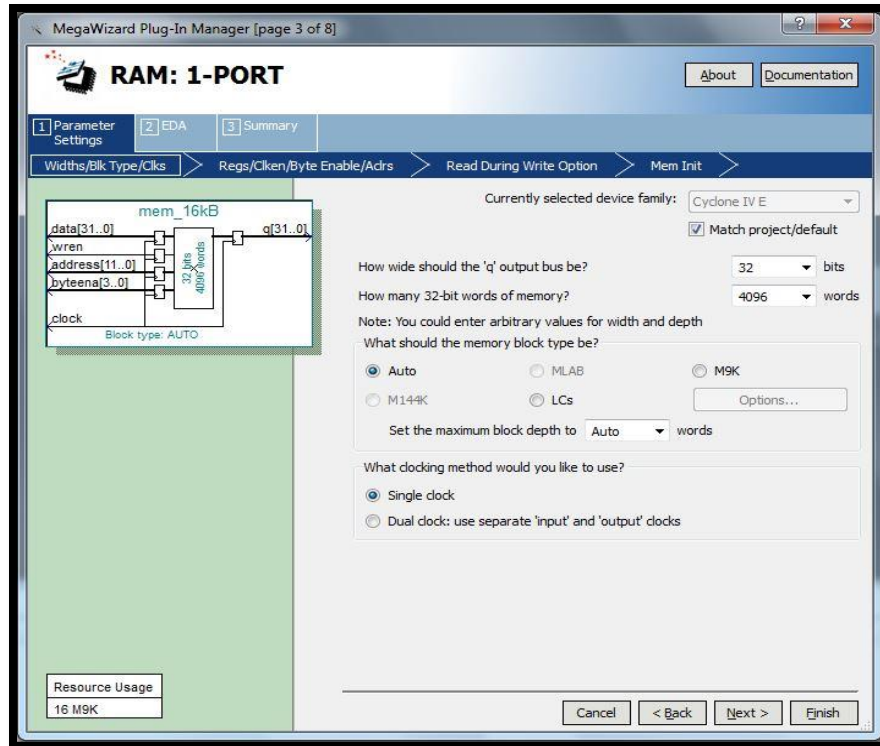 MegaWizard Plug-In Manager [page 3 of 8]
RAM: 1-PORT
About
Documentation
1 Parameter Settings
2 EDA
3 Summary
Widths/Blk Type/Clks
Regs/Clken/Byte Enable/Aclrs
Read During Write Option
Mem Init
mem_16kB
data[31..0]
q[31..0]
wren
address[11..0]
byteena[3..0]
clock
32 bits
4096 words
Block type: AUTO
Currently selected device family:
Cyclone IV E
Match project/default
How wide should the 'q' output bus be?
32
bits
How many 32-bit words of memory?
4096
words
Note: You could enter arbitrary values for width and depth
What should the memory block type be?
Auto
MLAB
M9K
M144K
LCs
Options...
Set the maximum block depth to
Auto
words
What clocking method would you like to use?
Single clock
Dual clock: use separate 'input' and 'output' clocks
Resource Usage
16 M9K
Cancel
< Back
Next >
Finish